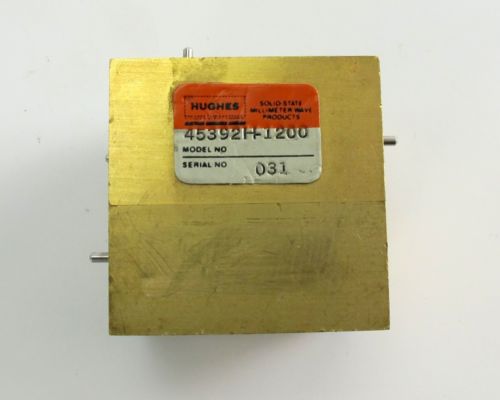 HUGHES
SOLID STATE
MILLIMETER WAVE
PRODUCTS
45392H-1200
MODEL NO
SERIAL NO 031